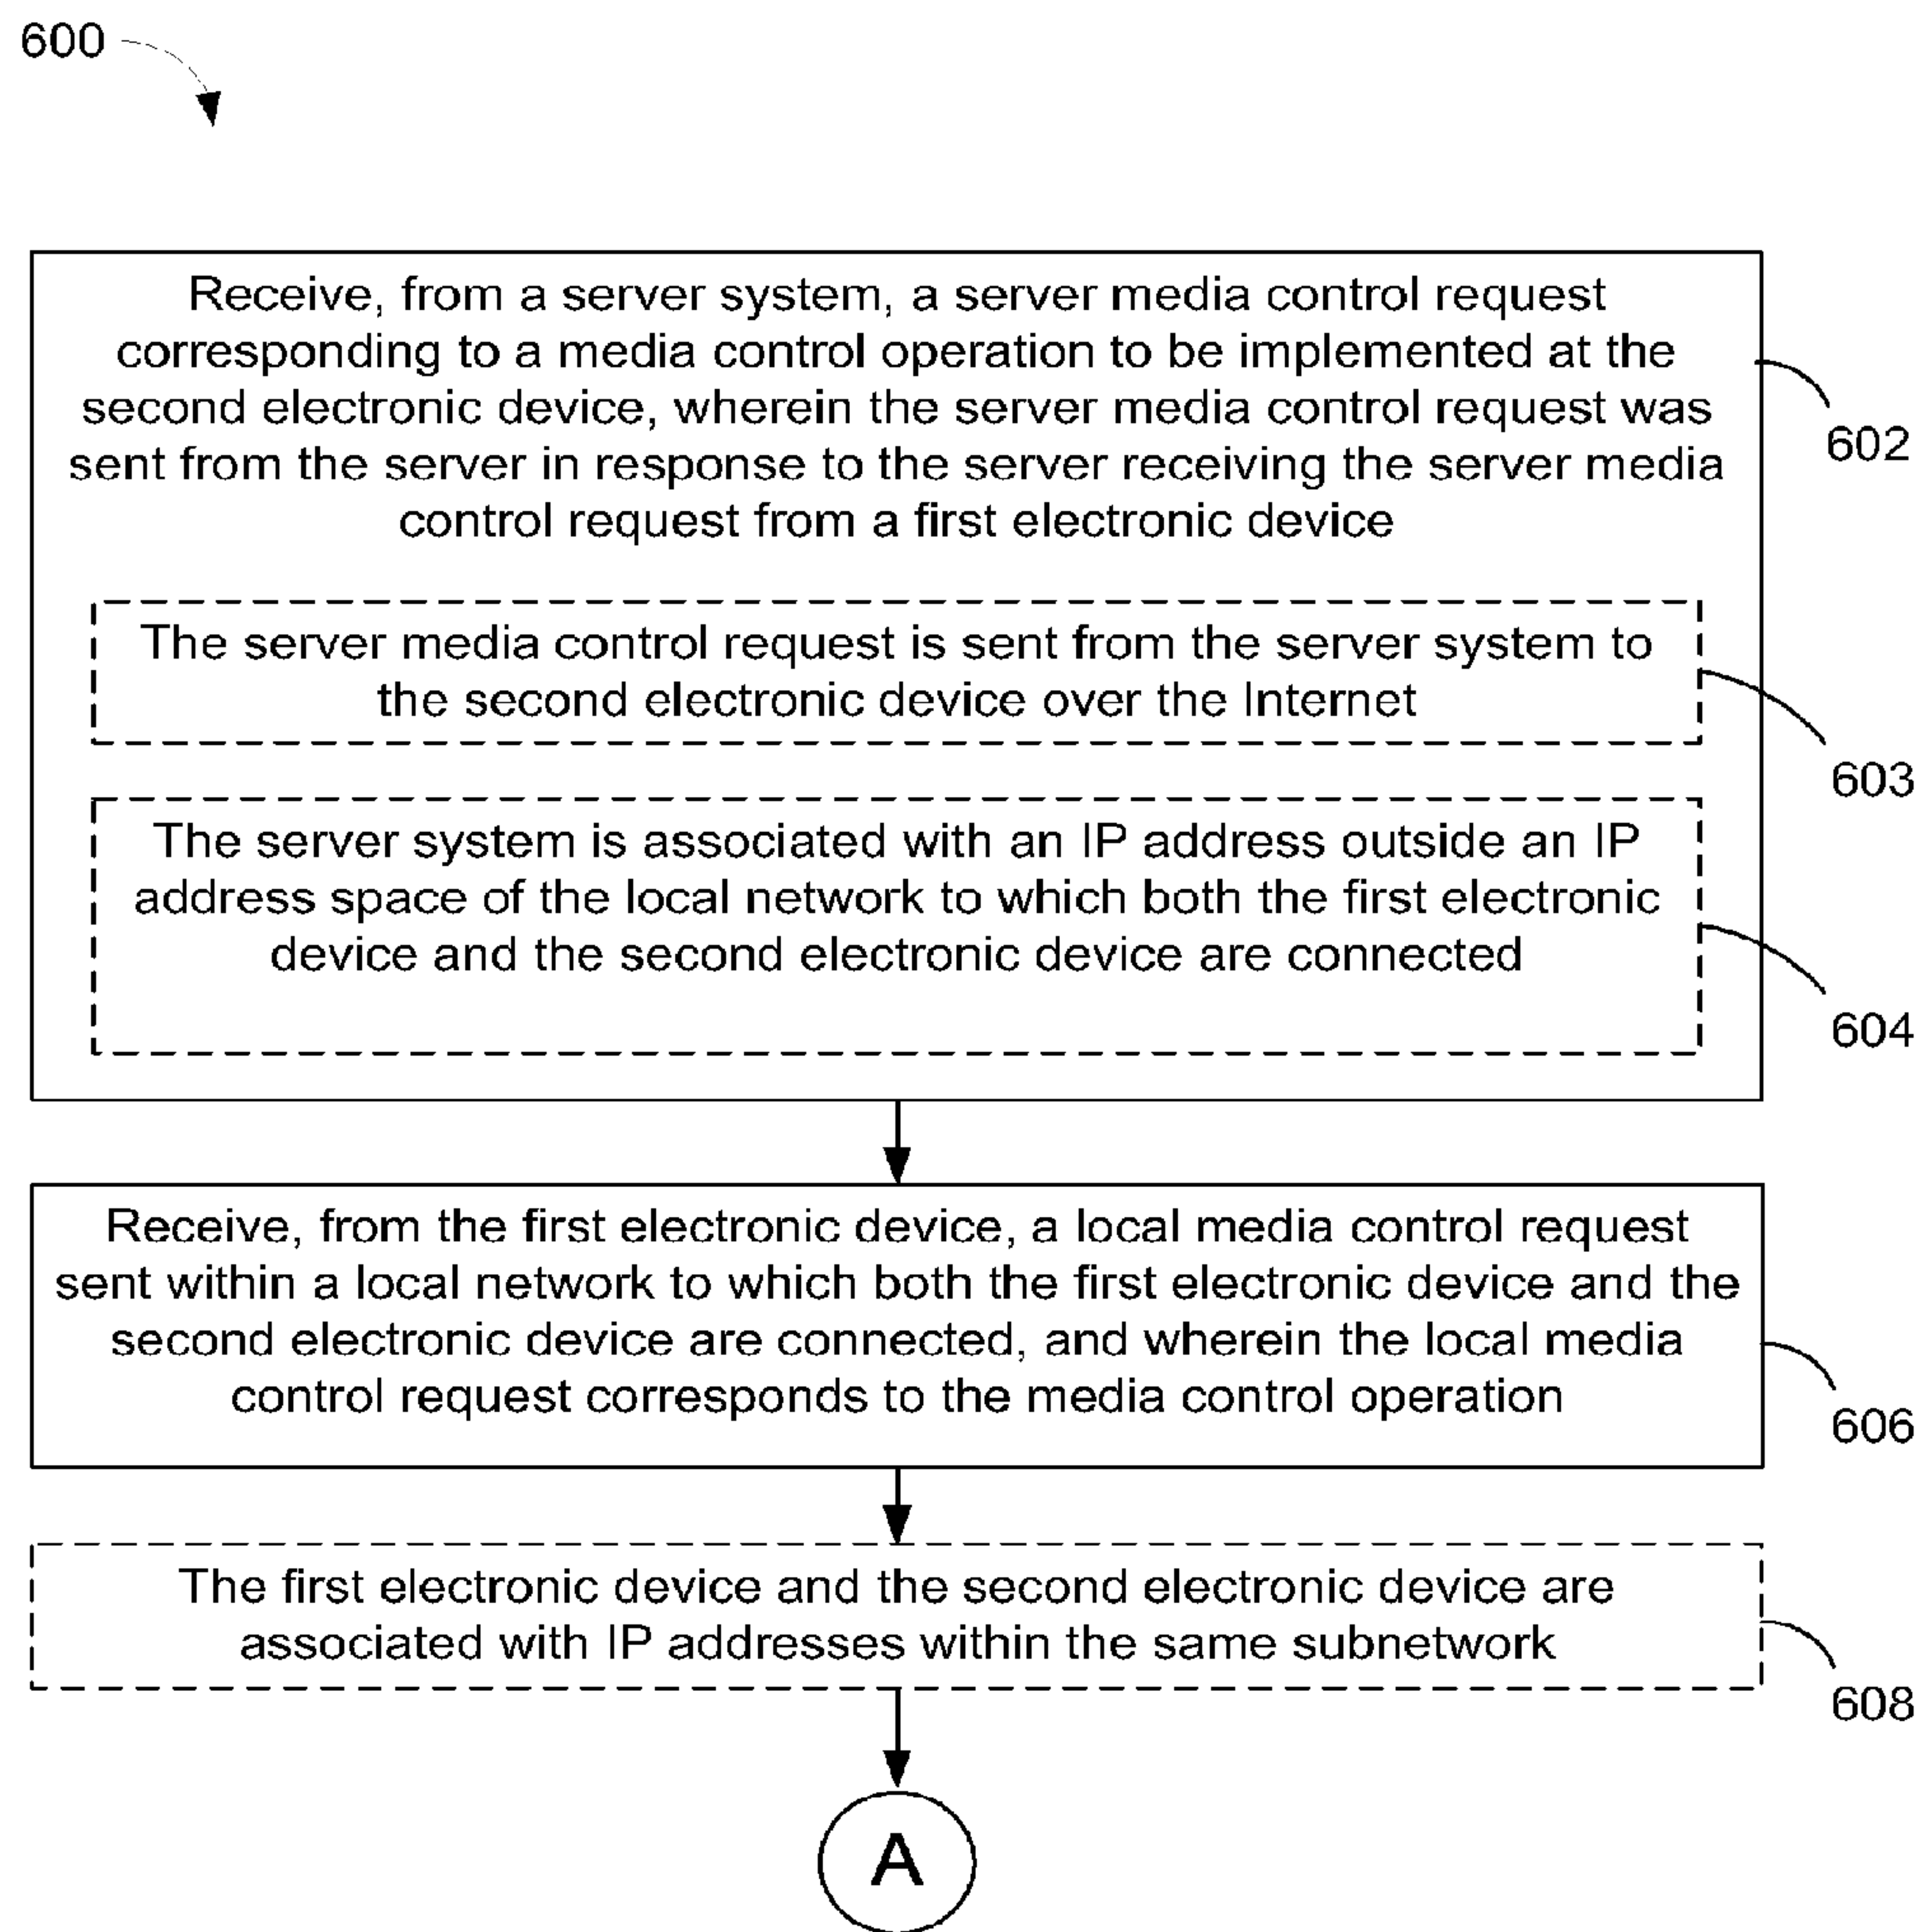 600
Receive, from a server system, a server media control request
corresponding to a media control operation to be implemented at the
second electronic device, wherein the server media control request was
sent from the server in response to the server receiving the server media
control request from a first electronic device
602
The server media control request is sent from the server system to
the second electronic device over the Internet
603
The server system is associated with an IP address outside an IP
address space of the local network to which both the first electronic
device and the second electronic device are connected
604
Receive, from the first electronic device, a local media control request
sent within a local network to which both the first electronic device and the
second electronic device are connected, and wherein the local media
control request corresponds to the media control operation
606
The first electronic device and the second electronic device are
associated with IP addresses within the same subnetwork
608
A